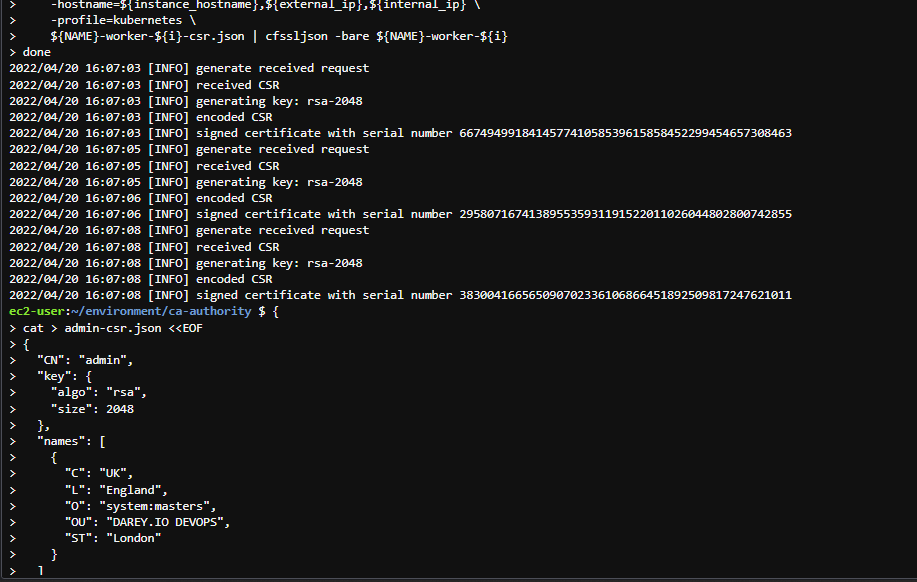 >     -hostname=${instance_hostname},${external_ip},${internal_ip} \
>     -profile=kubernetes \
>     ${NAME}-worker-${i}-csr.json | cfssljson -bare ${NAME}-worker-${i}
> done
2022/04/20 16:07:03 [INFO] generate received request
2022/04/20 16:07:03 [INFO] received CSR
2022/04/20 16:07:03 [INFO] generating key: rsa-2048
2022/04/20 16:07:03 [INFO] encoded CSR
2022/04/20 16:07:03 [INFO] signed certificate with serial number 667494991841457741058539615858452299454657308463
2022/04/20 16:07:05 [INFO] generate received request
2022/04/20 16:07:05 [INFO] received CSR
2022/04/20 16:07:05 [INFO] generating key: rsa-2048
2022/04/20 16:07:06 [INFO] encoded CSR
2022/04/20 16:07:06 [INFO] signed certificate with serial number 295807167413895535931191522011026044802800742855
2022/04/20 16:07:08 [INFO] generate received request
2022/04/20 16:07:08 [INFO] received CSR
2022/04/20 16:07:08 [INFO] generating key: rsa-2048
2022/04/20 16:07:08 [INFO] encoded CSR
2022/04/20 16:07:08 [INFO] signed certificate with serial number 383004166565090702336106866451892509817247621011
ec2-user:~/environment/ca-authority $ {
> cat > admin-csr.json <<EOF
> {
>   "CN": "admin",
>   "key": {
>     "algo": "rsa",
>     "size": 2048
>   },
>   "names": [
>     {
>       "C": "UK",
>       "L": "England",
>       "O": "system:masters",
>       "OU": "DAREY.IO DEVOPS",
>       "ST": "London"
>     }
>   ]